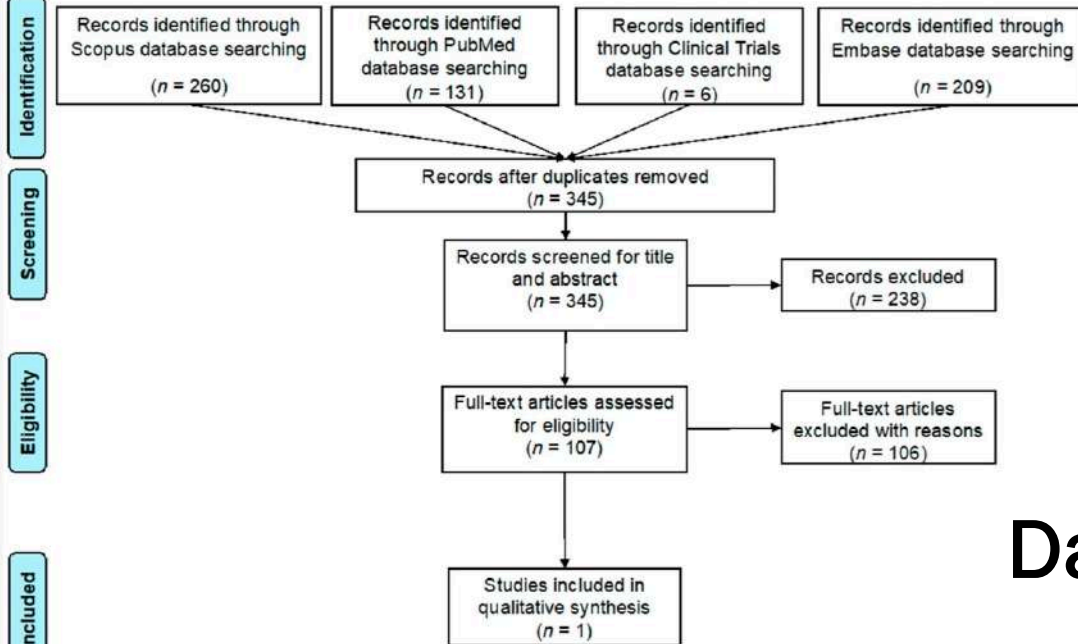 Identification
Records identified through
Scopus database searching
(n = 260)
Records identified
through PubMed
database searching
(n = 131)
Records identified
through Clinical Trials
database searching
(n = 6)
Records identified through
Embase database searching
(n = 209)
Screening
Records after duplicates removed
(n = 345)
Records screened for title
and abstract
(n = 345)
Records excluded
(n = 238)
Eligibility
Full-text articles assessed
for eligibility
(n = 107)
Full-text articles
excluded with reasons
(n = 106)
Da
ncluded
Studies included in
qualitative synthesis
(n = 1)